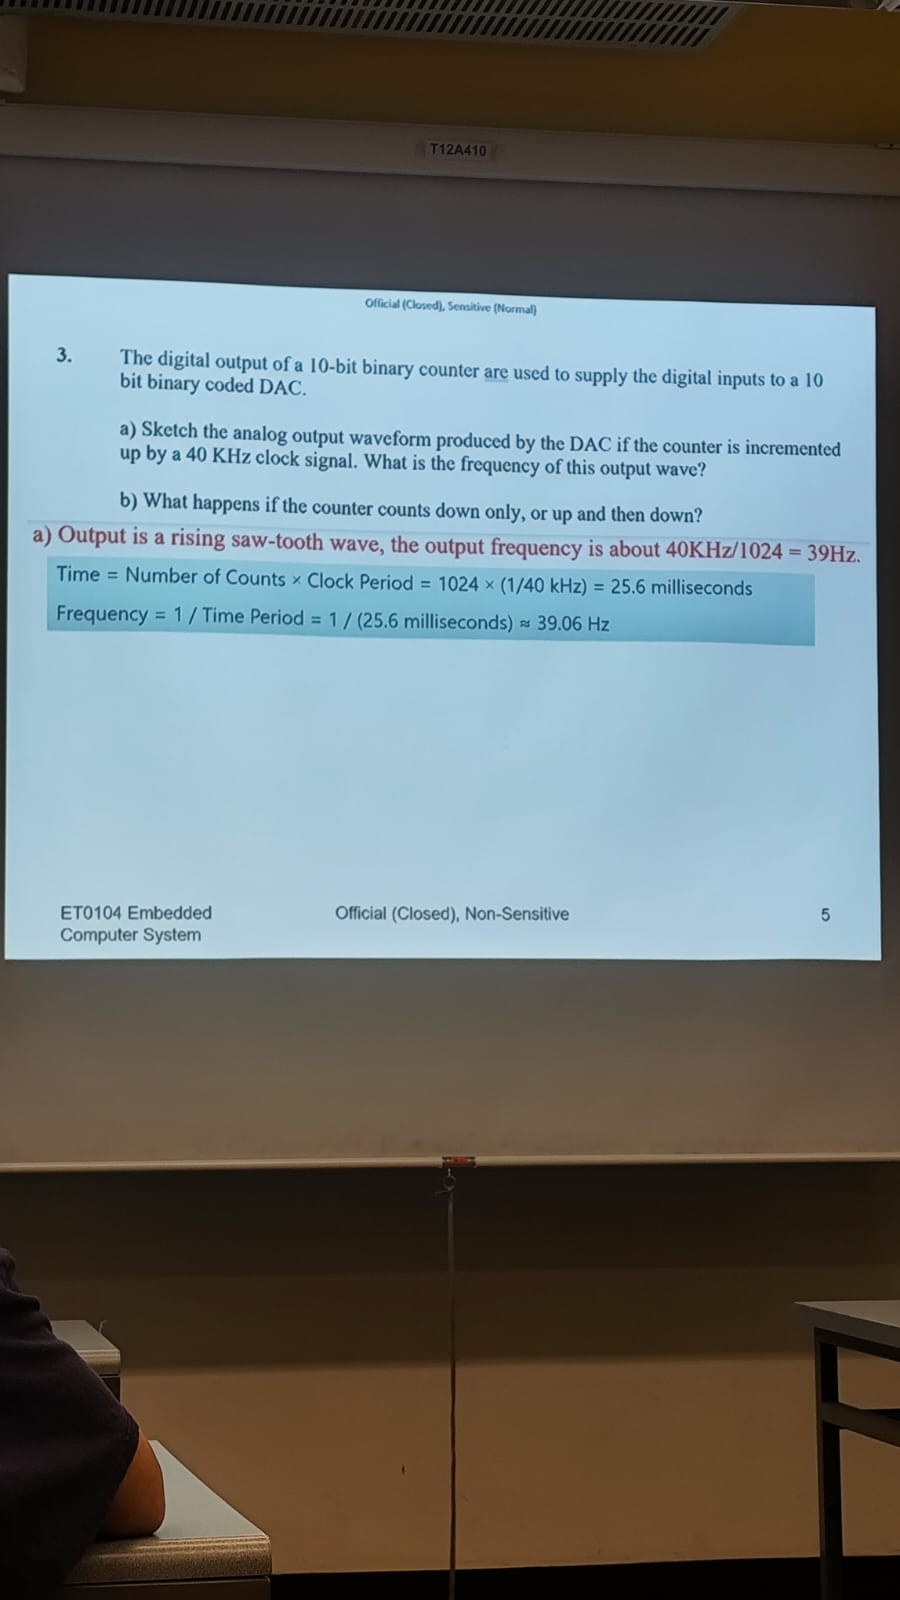 T12A410
Official (Closed), Sensitive (Normal)
3. The digital output of a 10-bit binary counter are used to supply the digital inputs to a 10
bit binary coded DAC.
a) Sketch the analog output waveform produced by the DAC if the counter is incremented
up by a 40 KHz clock signal. What is the frequency of this output wave?
b) What happens if the counter counts down only, or up and then down?
a) Output is a rising saw-tooth wave, the output frequency is about 40KHz/1024 = 39Hz.
Time = Number of Counts × Clock Period = 1024 × (1/40 kHz) = 25.6 milliseconds
Frequency = 1 / Time Period = 1 / (25.6 milliseconds) ≈ 39.06 Hz
ET0104 Embedded
Computer System
Official (Closed), Non-Sensitive
5